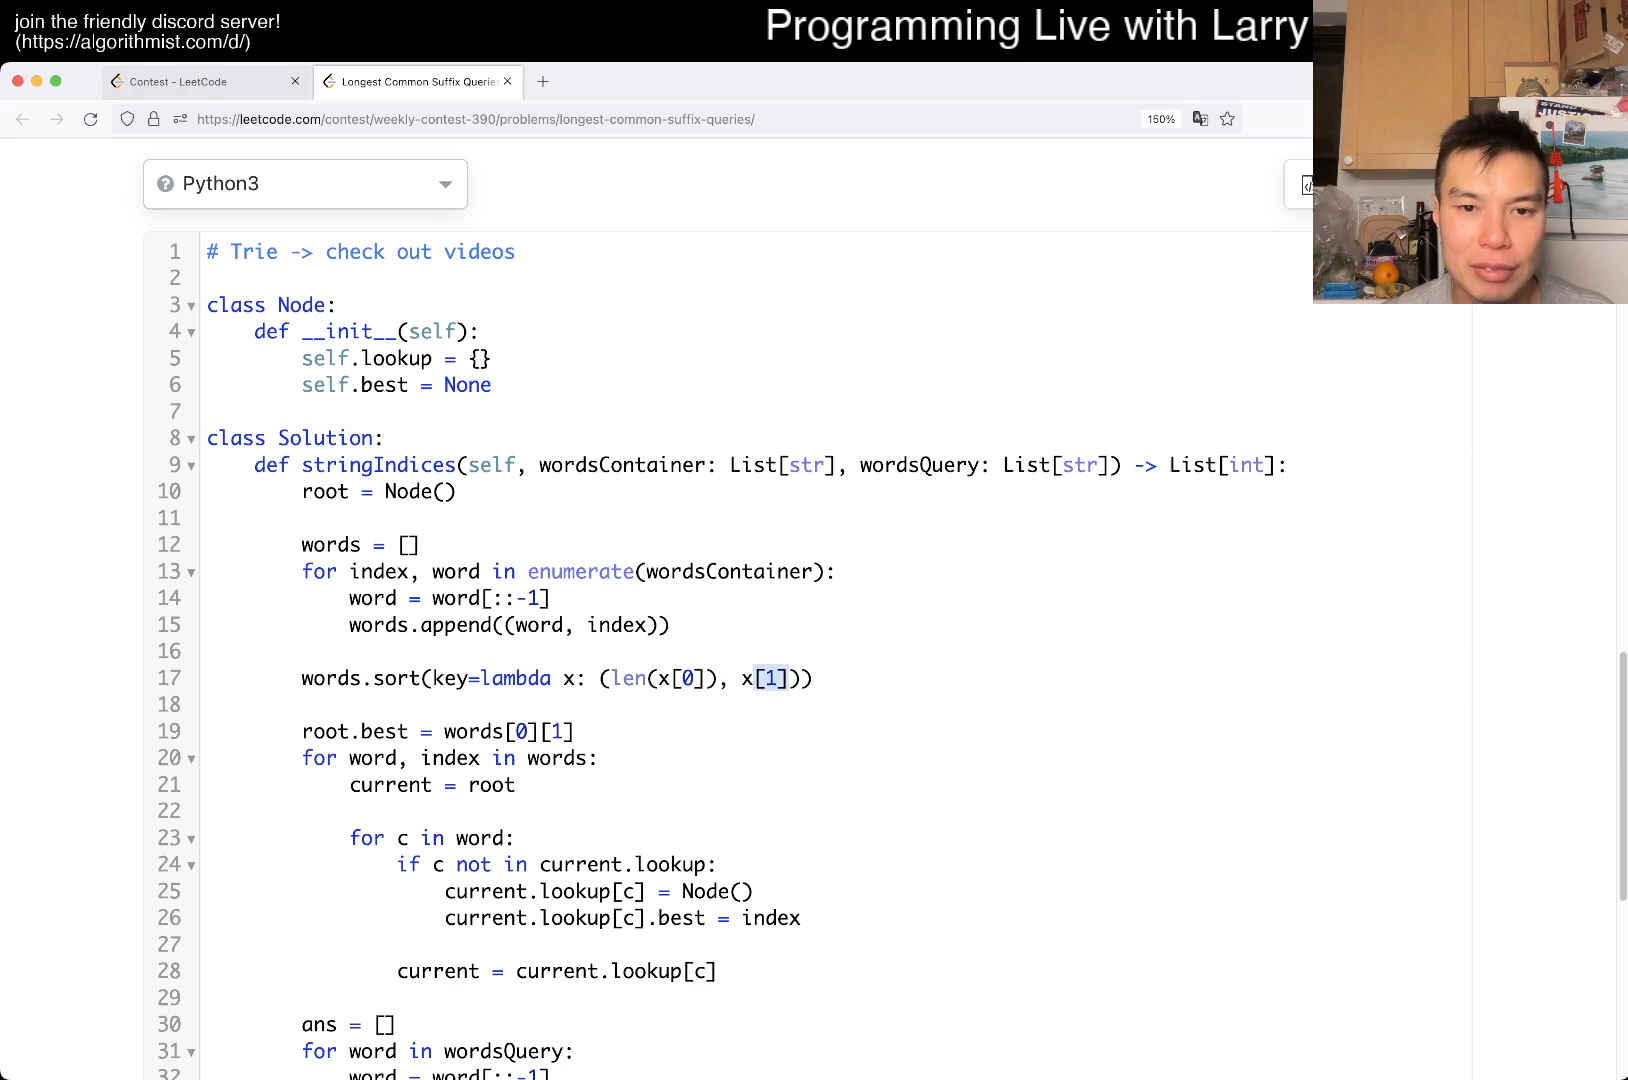 join the friendly discord server!
(https://algorithmist.com/d/)
Programming Live with Larry
Contest - LeetCode
Longest Common Suffix Querie
https://leetcode.com/contest/weekly-contest-390/problems/longest-common-suffix-queries/
150%
Python3
1 # Trie -> check out videos
2
3 class Node:
4 def __init__(self):
5 self.lookup = {}
6 self.best = None
7
8 class Solution:
9 def stringIndices(self, wordsContainer: List[str], wordsQuery: List[str]) -> List[int]:
10 root = Node()
11
12 words = []
13 for index, word in enumerate(wordsContainer):
14 word = word[::-1]
15 words.append((word, index))
16
17 words.sort(key=lambda x: (len(x[0]), x[1]))
18
19 root.best = words[0][1]
20 for word, index in words:
21 current = root
22
23 for c in word:
24 if c not in current.lookup:
25 current.lookup[c] = Node()
26 current.lookup[c].best = index
27
28 current = current.lookup[c]
29
30 ans = []
31 for word in wordsQuery:
32 word = word[::-1]